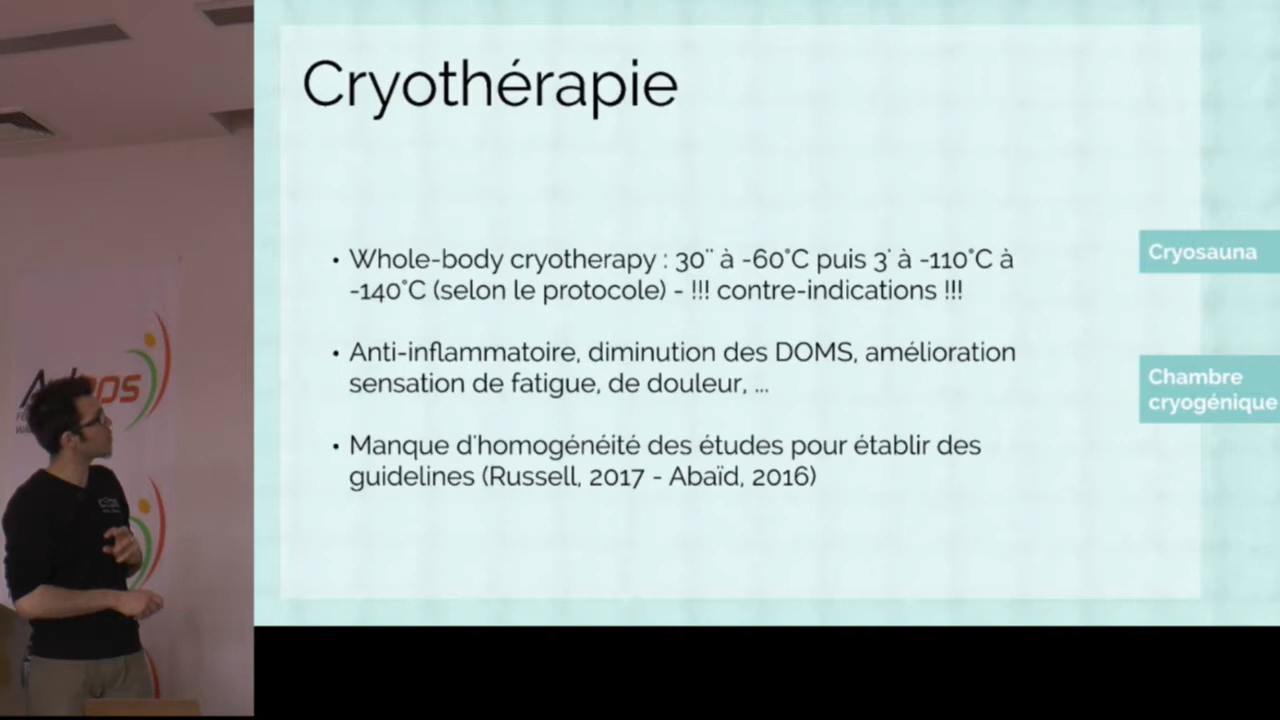 Cryothérapie
• Whole-body cryotherapy : 30¨ à -60°C puis 3˙ à -110°C à
-140°C (selon le protocole) - !!! contre-indications !!!
• Anti-inflammatoire, diminution des DOMS, amélioration
sensation de fatigue, de douleur, ...
• Manque d'homogénéité des études pour établir des
guidelines (Russell, 2017 - Abaïd, 2016)
Cryosauna
Chambre
cryogénique